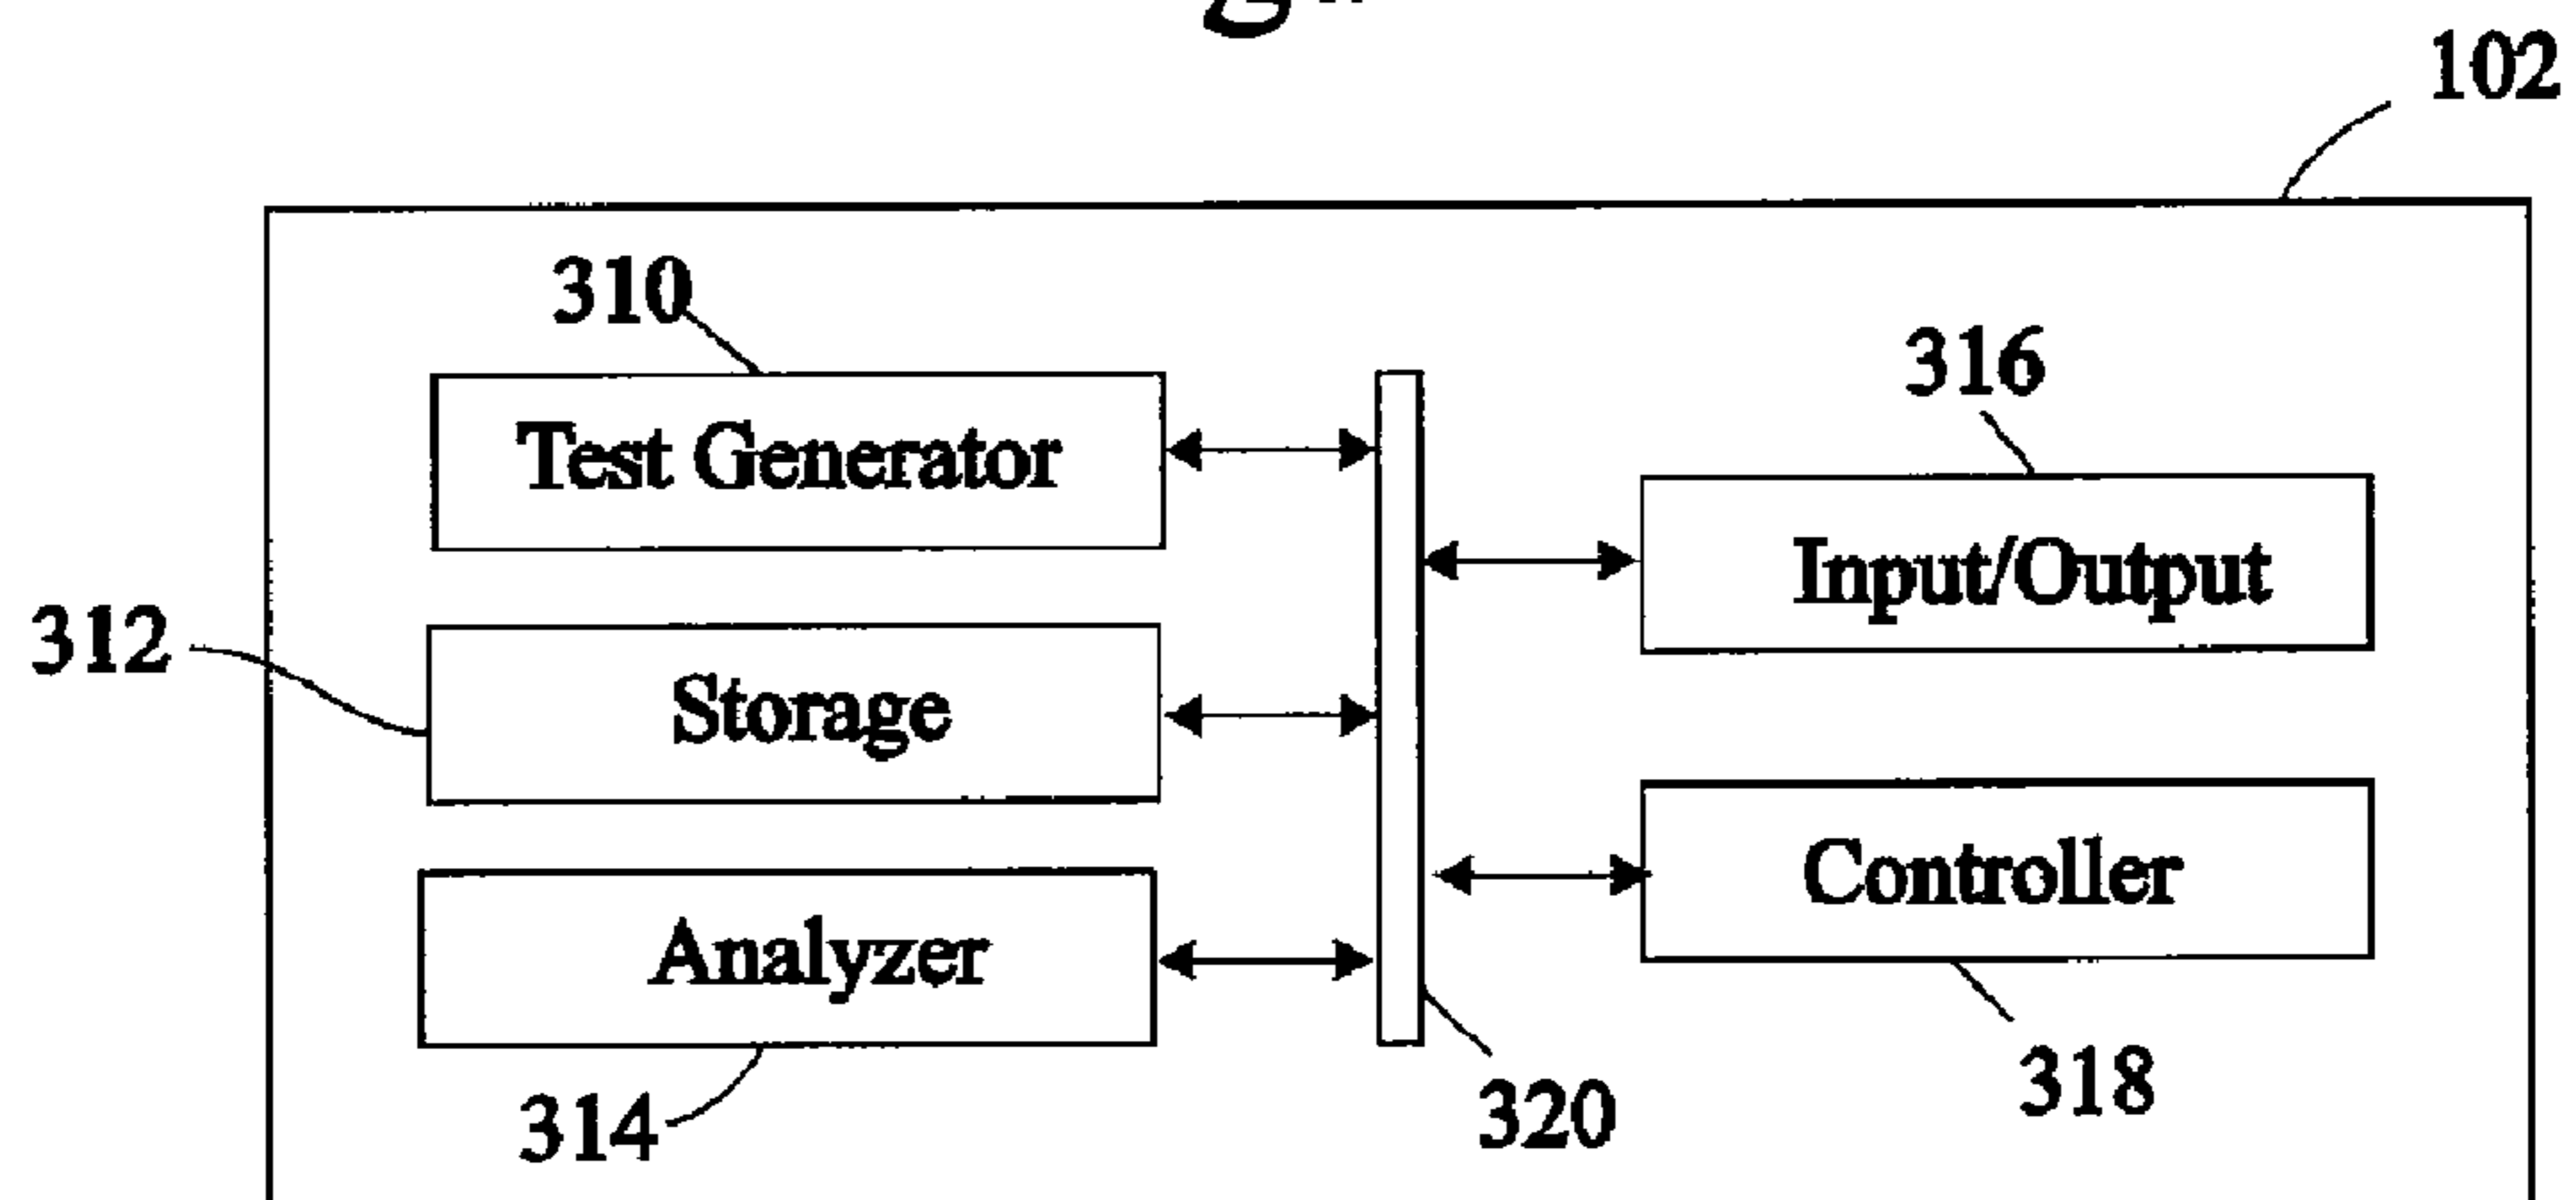 102
310
316
Test Generator
Input/Output
312
Storage
Controller
Analyzer
314
320
318